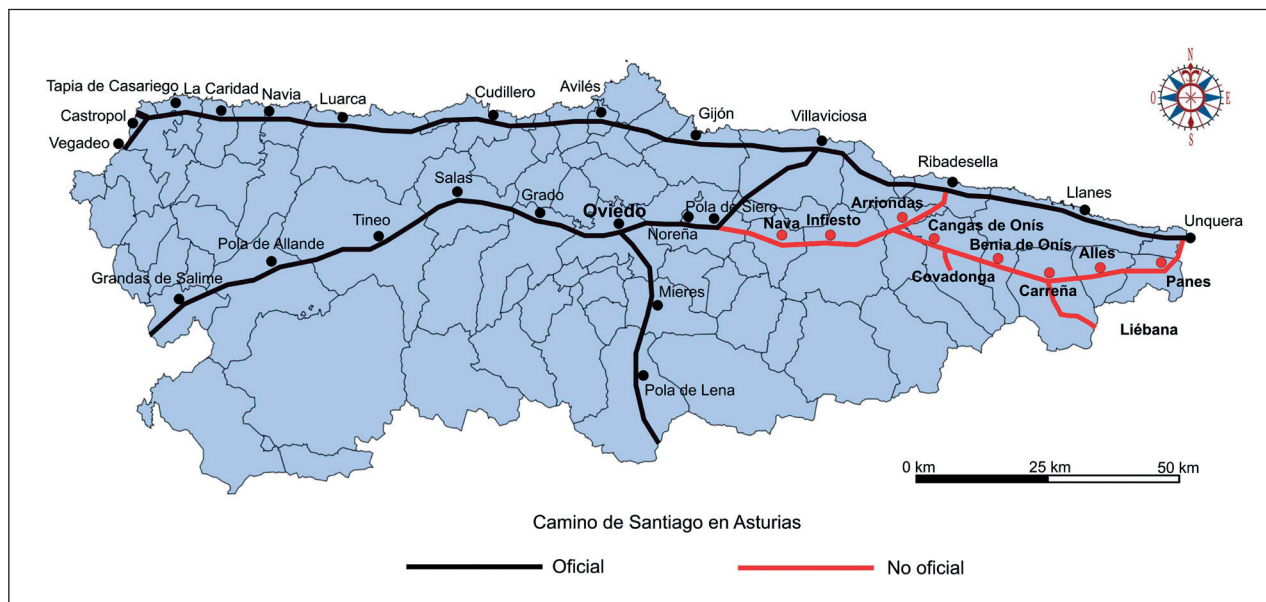 N
O
E
S
Tapia de Casariego
La Caridad
Navia
Luarca
Cudillero
Avilés
Gijón
Villaviciosa
Castropol
Vegadeo
Ribadesella
Llanes
Unquera
Salas
Grado
Oviedo
Pola de Siero
Noreña
Nava
Infiesto
Arriondas
Cangas de Onís
Benia de Onís
Alles
Covadonga
Carreña
Panes
Liébana
Tineo
Pola de Allande
Grandas de Salime
Mieres
Pola de Lena
0 km
25 km
50 km
Camino de Santiago en Asturias
Oficial
No oficial